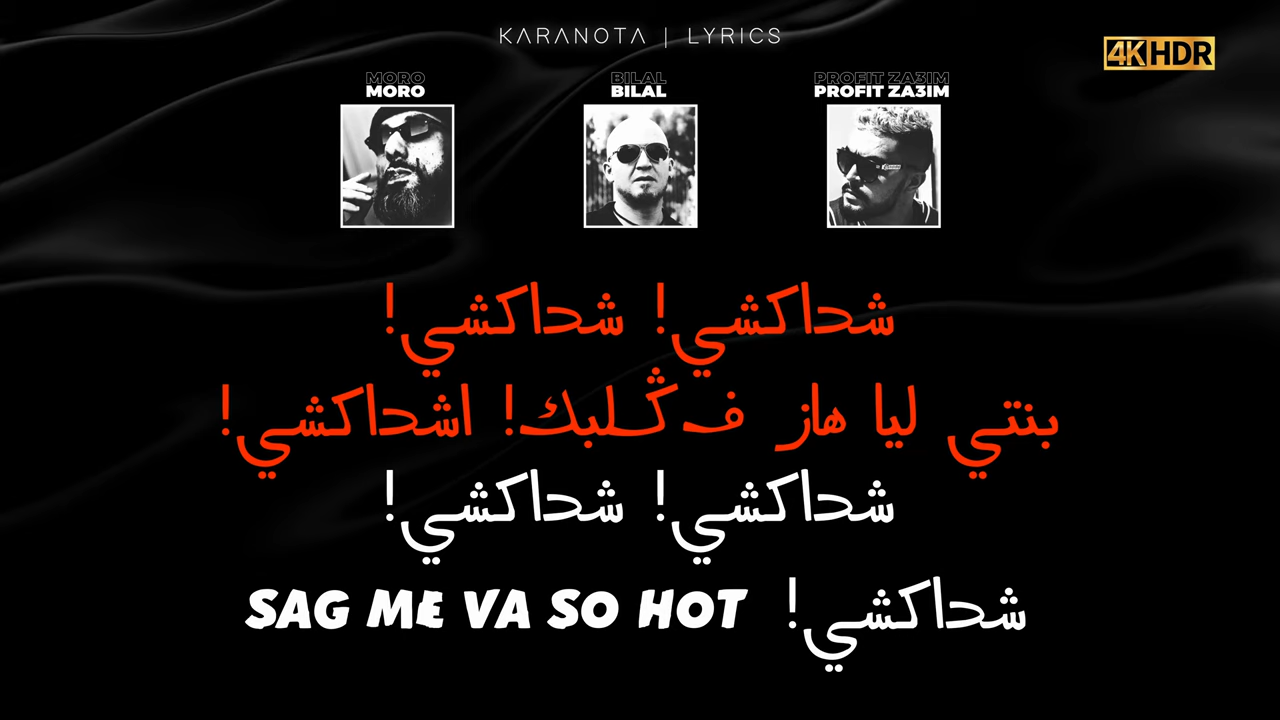 KARANOTA | LYRICS
4K HDR
MORO
MORO
BILAL
BILAL
PROFIT ZA3IM
PROFIT ZA3IM
شداكشي! شداكشي!
بنتي ليا هاز ف ڭلبك! اشداكشي!
شداكشي! شداكشي!
شداكشي! SAG ME VA SO HOT